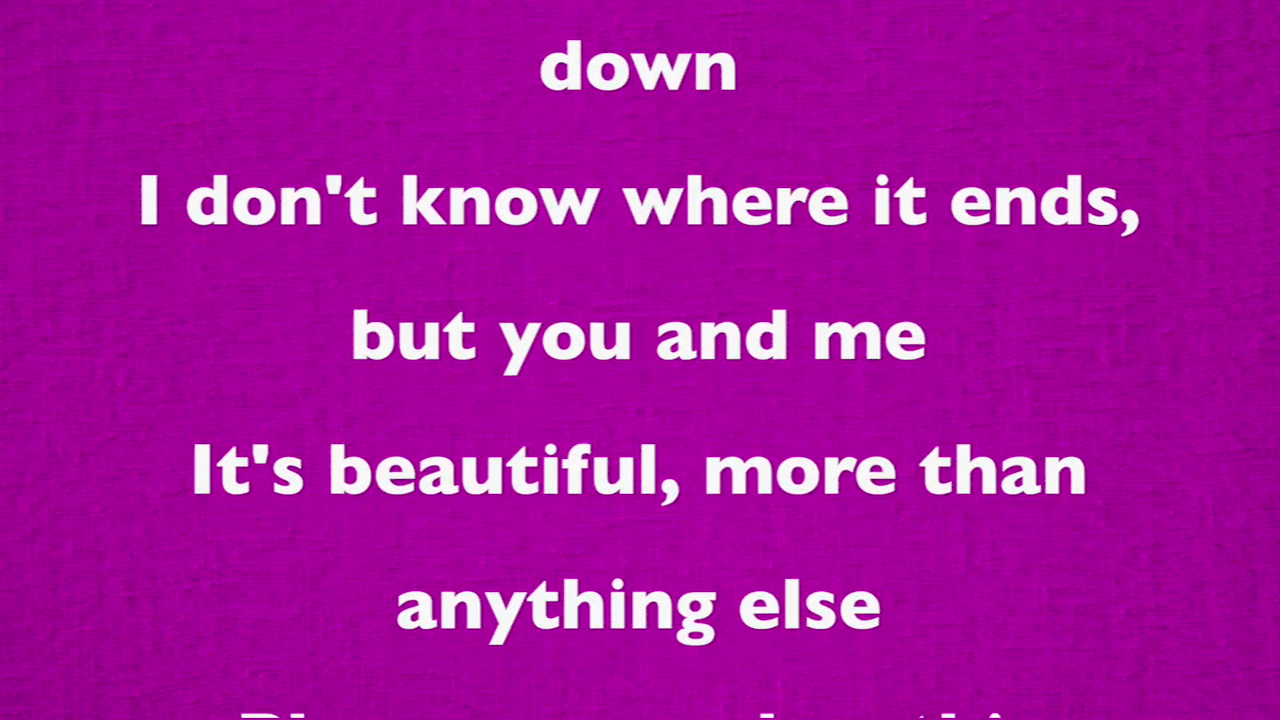 down
I don't know where it ends,
but you and me
It's beautiful, more than
anything else